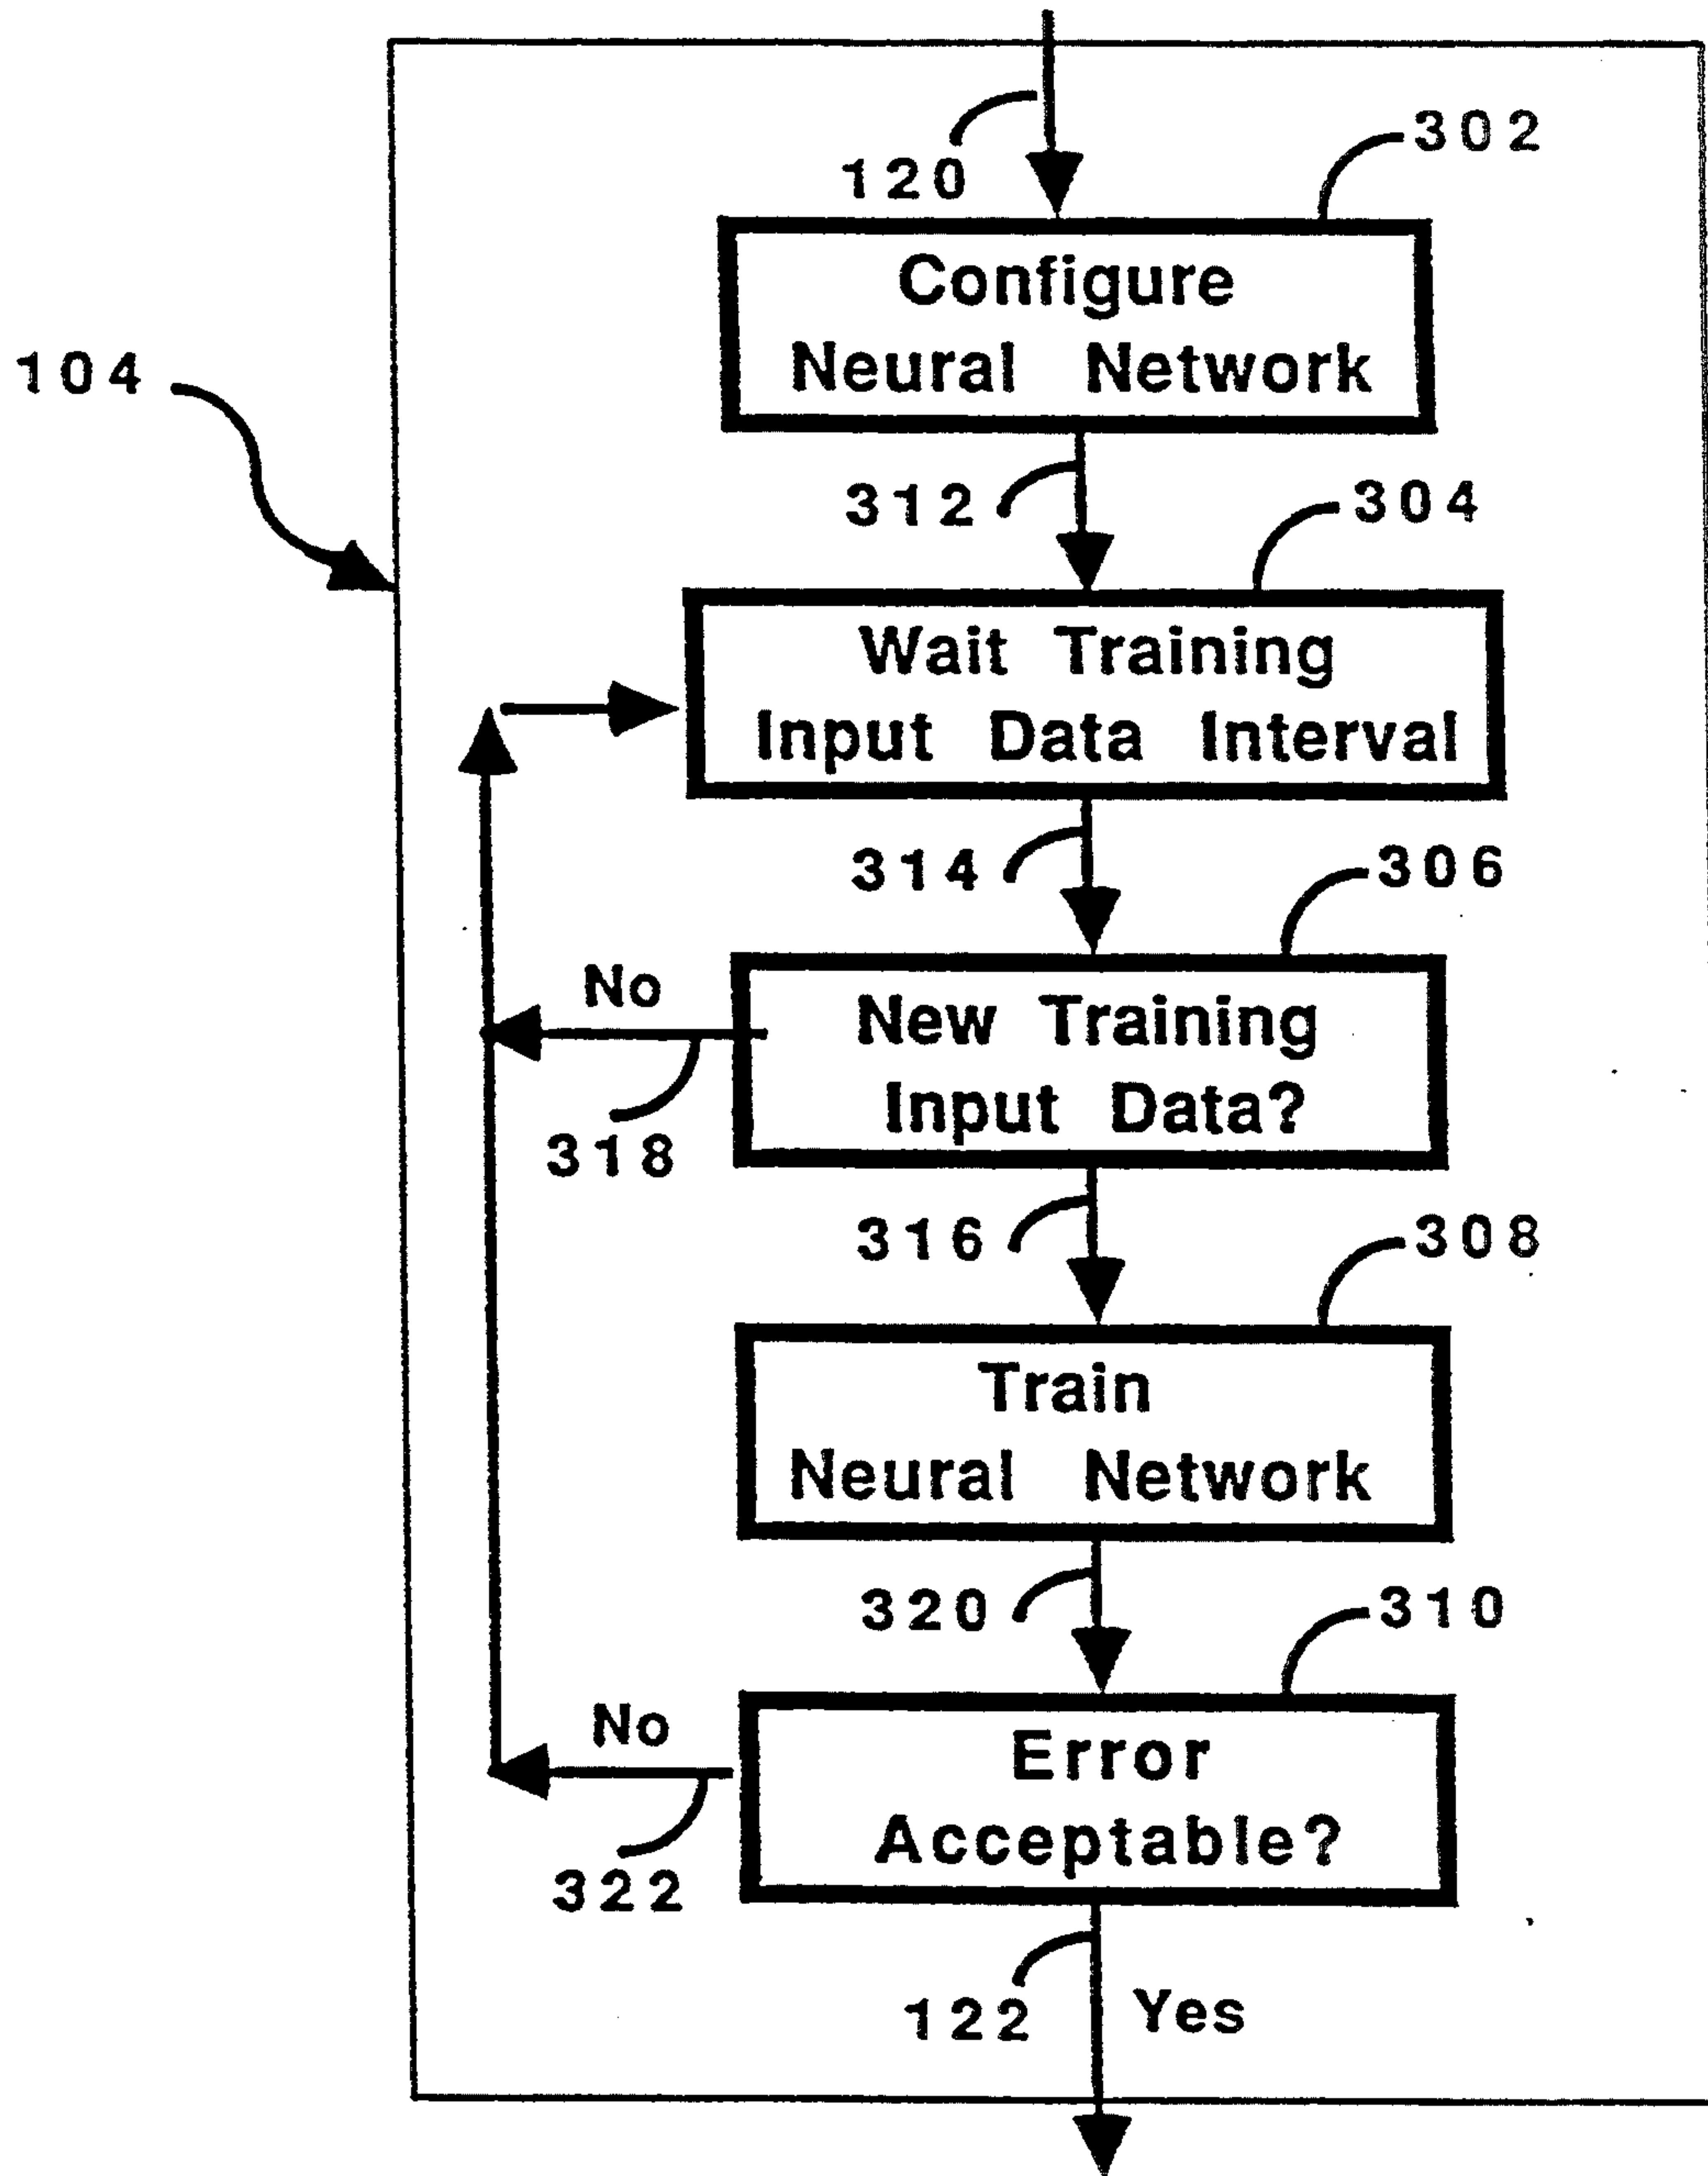 120
302
Configure
Neural Network
104
312
304
Wait Training
Input Data Interval
314
306
No
New Training
Input Data?
318
316
308
Train
Neural Network
320
310
No
Error
Acceptable?
322
122
Yes